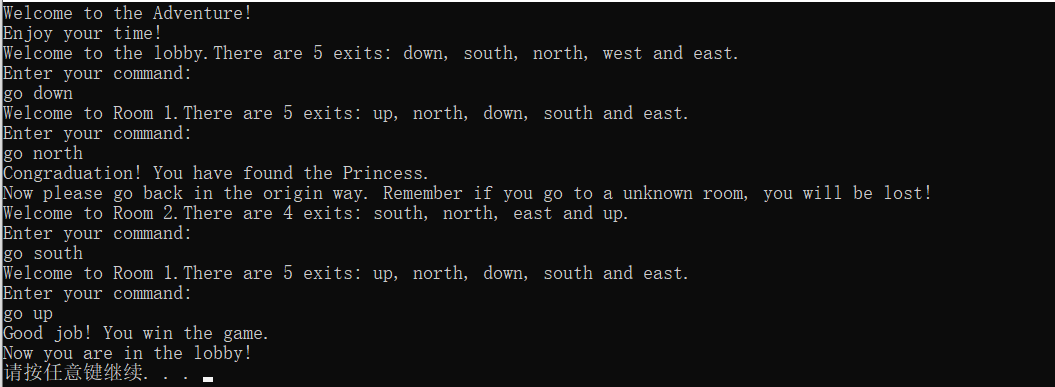 Welcome to the Adventure!
Enjoy your time!
Welcome to the lobby.There are 5 exits: down, south, north, west and east.
Enter your command:
go down
Welcome to Room 1.There are 5 exits: up, north, down, south and east.
Enter your command:
go north
Congraduation! You have found the Princess.
Now please go back in the origin way. Remember if you go to a unknown room, you will be lost!
Welcome to Room 2.There are 4 exits: south, north, east and up.
Enter your command:
go south
Welcome to Room 1.There are 5 exits: up, north, down, south and east.
Enter your command:
go up
Good job! You win the game.
Now you are in the lobby!
请按任意键继续. . .